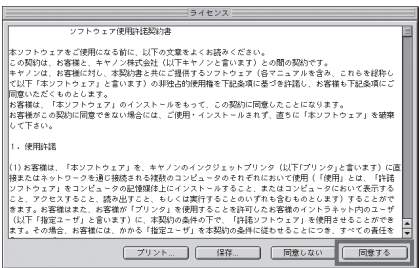 ライセンス
ソフトウェア使用許諾契約書
本ソフトウェアをご使用になる前に、以下の文章をよくお読みください。
この契約は、お客様と、キヤノン株式会社（以下キヤノンと言います）との間の契約です。
キヤノンは、お客様に対し、本契約書と共にご提供するソフトウェア（各マニュアルを含み、これらを総称し
て以下「本ソフトウェア」と言います）の非独占的使用権を下記条項に基づき許諾し、お客様も下記条項にご
同意いただくものとします。
お客様は、「本ソフトウェア」のインストールをもって、この契約に同意したことになります。
お客様がこの契約に同意できない場合には、ご使用・インストールされず、直ちに「本ソフトウェア」を破棄
して下さい。
1．使用許諾
(1)お客様は、「本ソフトウェア」を、キヤノンのインクジェットプリンタ（以下「プリンタ」と言います）に直
接またはネットワークを通じ接続される複数のコンピュータのそれぞれにおいて使用（「使用」とは、「許諾
ソフトウェア」をコンピュータの記憶媒体上にインストールすること、またはコンピュータにおいて表示する
こと、アクセスすること、読み出すこと、もしくは実行することのいずれも含むものとします）することがで
きます。お客様はまた、お客様が「プリンタ」を使用することを許可したお客様のイントラネット内のユーザ
（以下「指定ユーザ」と言います）に、本契約の条件の下で、「許諾ソフトウェア」を使用させることができ
ます。その場合、お客様には、かかる「指定ユーザ」を本契約の条件に従わせることにつき、すべての責任を
プリント... 保存... 同意しない 同意する